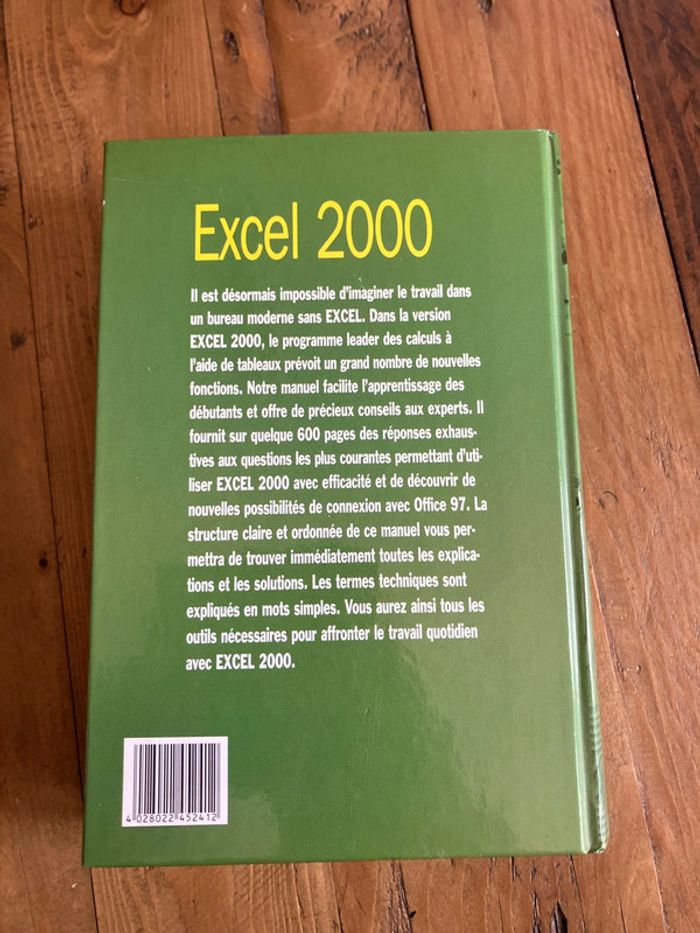 Excel 2000
Il est désormais impossible d'imaginer le travail dans
un bureau moderne sans EXCEL. Dans la version
EXCEL 2000, le programme leader des calculs à
l'aide de tableaux prévoit un grand nombre de nouvelles
fonctions. Notre manuel facilite l'apprentissage des
débutants et offre de précieux conseils aux experts. Il
fournit sur quelque 600 pages des réponses exhaus-
tives aux questions les plus courantes permettant d'uti-
liser EXCEL 2000 avec efficacité et de découvrir de
nouvelles possibilités de connexion avec Office 97. La
structure claire et ordonnée de ce manuel vous per-
mettra de trouver immédiatement toutes les explica-
tions et les solutions. Les termes techniques sont
expliqués en mots simples. Vous aurez ainsi tous les
outils nécessaires pour affronter le travail quotidien
avec EXCEL 2000.
4 028022 452412